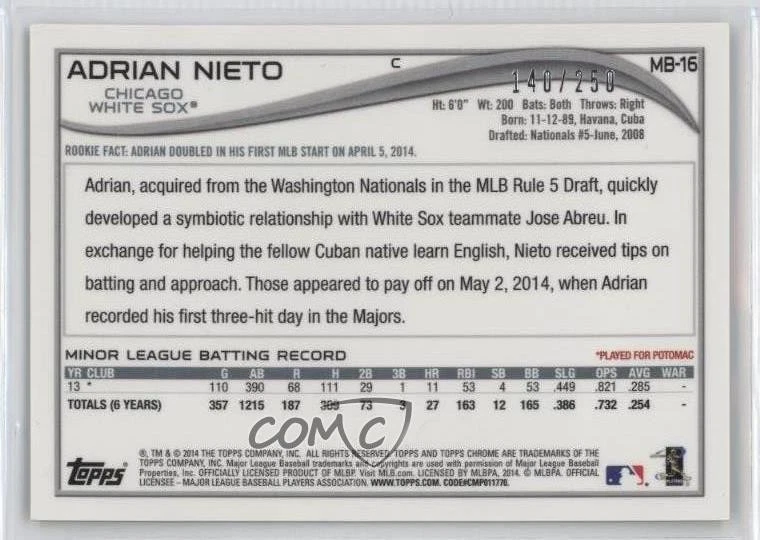 ADRIAN NIETO C MB-16
140/250
CHICAGO
WHITE SOX®
Ht: 6'0" Wt: 200 Bats: Both Throws: Right
Born: 11-12-89, Havana, Cuba
Drafted: Nationals #5-June, 2008
ROOKIE FACT: ADRIAN DOUBLED IN HIS FIRST MLB START ON APRIL 5, 2014.
Adrian, acquired from the Washington Nationals in the MLB Rule 5 Draft, quickly
developed a symbiotic relationship with White Sox teammate Jose Abreu. In
exchange for helping the fellow Cuban native learn English, Nieto received tips on
batting and approach. Those appeared to pay off on May 2, 2014, when Adrian
recorded his first three-hit day in the Majors.
MINOR LEAGUE BATTING RECORD *PLAYED FOR POTOMAC
YR CLUB G AB R H 2B 3B HR RBI SB BB SLG OPS AVG WAR
13 * 110 390 68 111 29 1 11 53 4 53 .449 .821 .285 -
TOTALS (6 YEARS) 357 1215 187 309 73 3 27 163 12 165 .386 .732 .254 -
COMC
®, TM & © 2014 THE TOPPS COMPANY, INC. ALL RIGHTS RESERVED. TOPPS AND TOPPS CHROME ARE TRADEMARKS OF THE
TOPPS COMPANY, INC. Major League Baseball trademarks and copyrights are used with permission of Major League Baseball
Properties, Inc. OFFICIALLY LICENSED PRODUCT OF MLBP. Visit MLB.com. LICENSED BY MLBPA, 2014. © MLBPA. OFFICIAL
LICENSEE – MAJOR LEAGUE BASEBALL PLAYERS ASSOCIATION. WWW.TOPPS.COM. CODE#CMP011770.
TOPPS